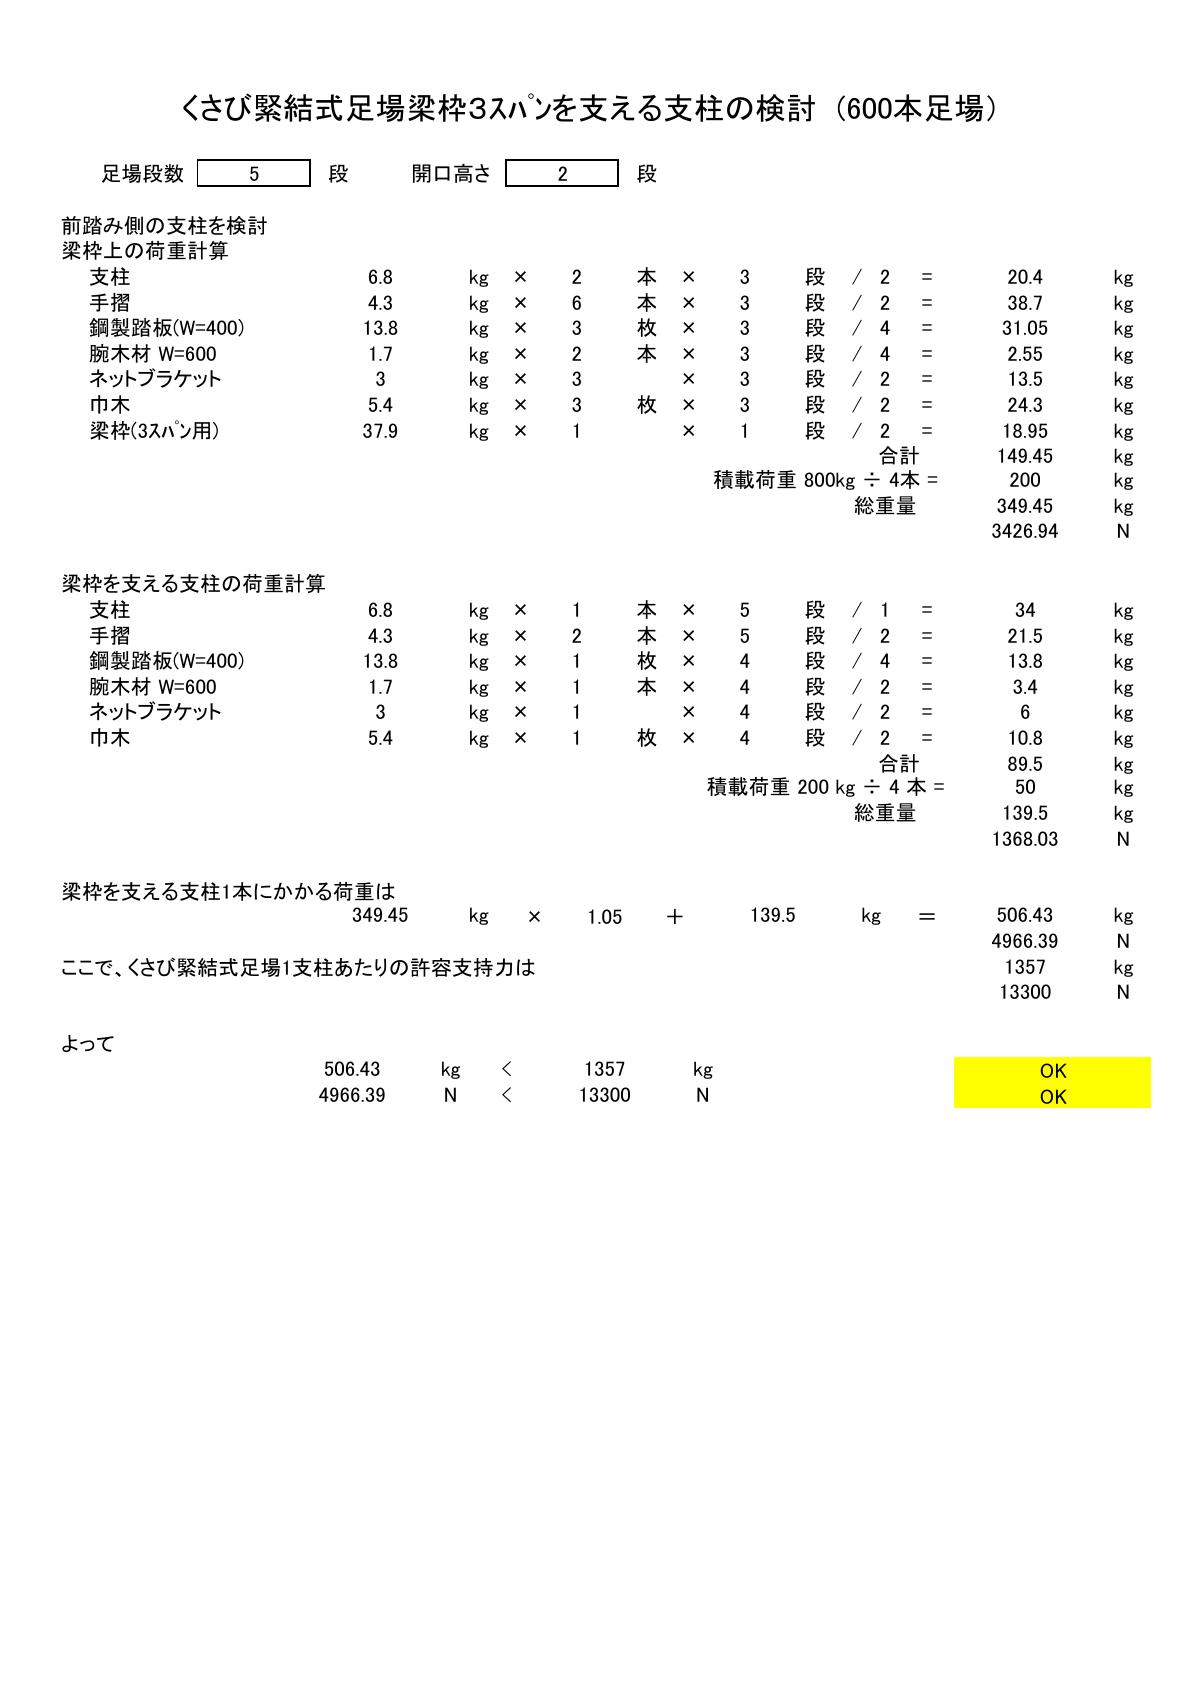 くさび緊結式足場梁枠３ｽﾊﾟﾝを支える支柱の検討（600本足場）
足場段数 5 段 開口高さ 2 段
前踏み側の支柱を検討
梁枠上の荷重計算
支柱 6.8 kg × 2 本 × 3 段 / 2 = 20.4 kg
手摺 4.3 kg × 6 本 × 3 段 / 2 = 38.7 kg
鋼製踏板(W=400) 13.8 kg × 3 枚 × 3 段 / 4 = 31.05 kg
腕木材 W=600 1.7 kg × 2 本 × 3 段 / 4 = 2.55 kg
ネットブラケット 3 kg × 3 × 3 段 / 2 = 13.5 kg
巾木 5.4 kg × 3 枚 × 3 段 / 2 = 24.3 kg
梁枠(3ｽﾊﾟﾝ用) 37.9 kg × 1 × 1 段 / 2 = 18.95 kg
合計 149.45 kg
積載荷重 800kg ÷ 4本 = 200 kg
総重量 349.45 kg
3426.94 N
梁枠を支える支柱の荷重計算
支柱 6.8 kg × 1 本 × 5 段 / 1 = 34 kg
手摺 4.3 kg × 2 本 × 5 段 / 2 = 21.5 kg
鋼製踏板(W=400) 13.8 kg × 1 枚 × 4 段 / 4 = 13.8 kg
腕木材 W=600 1.7 kg × 1 本 × 4 段 / 2 = 3.4 kg
ネットブラケット 3 kg × 1 × 4 段 / 2 = 6 kg
巾木 5.4 kg × 1 枚 × 4 段 / 2 = 10.8 kg
合計 89.5 kg
積載荷重 200 kg ÷ 4 本 = 50 kg
総重量 139.5 kg
1368.03 N
梁枠を支える支柱1本にかかる荷重は
349.45 kg × 1.05 ＋ 139.5 kg ＝ 506.43 kg
4966.39 N
ここで、くさび緊結式足場1支柱あたりの許容支持力は 1357 kg
13300 N
よって
506.43 kg < 1357 kg OK
4966.39 N < 13300 N OK